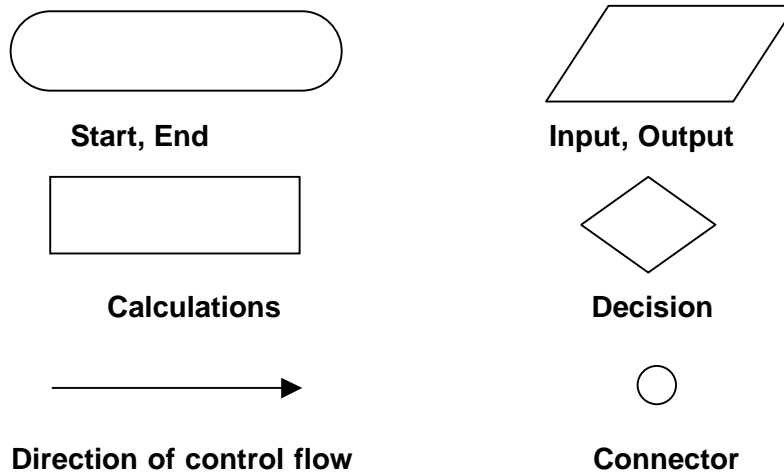 Start, End
Input, Output
Calculations
Decision
Direction of control flow
Connector